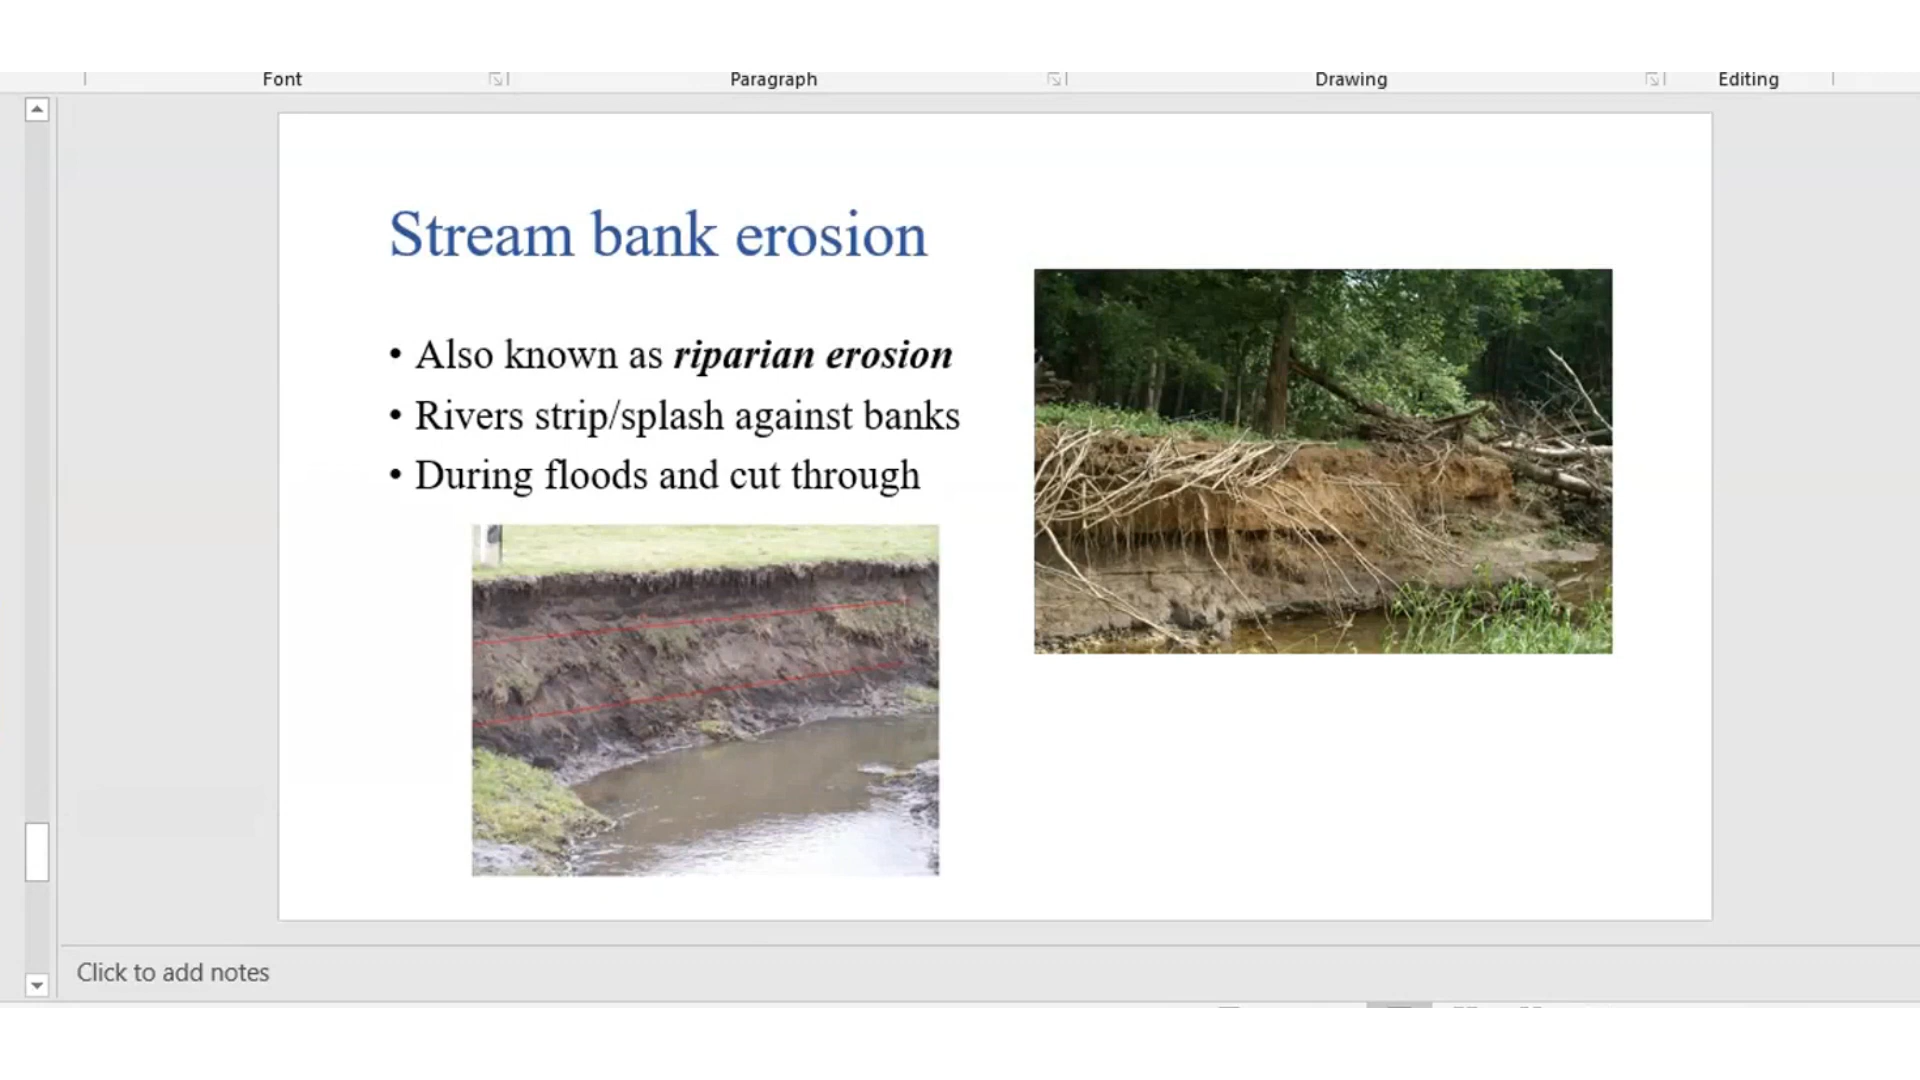 Font Paragraph Drawing Editing
Stream bank erosion
• Also known as riparian erosion
• Rivers strip/splash against banks
• During floods and cut through
Click to add notes